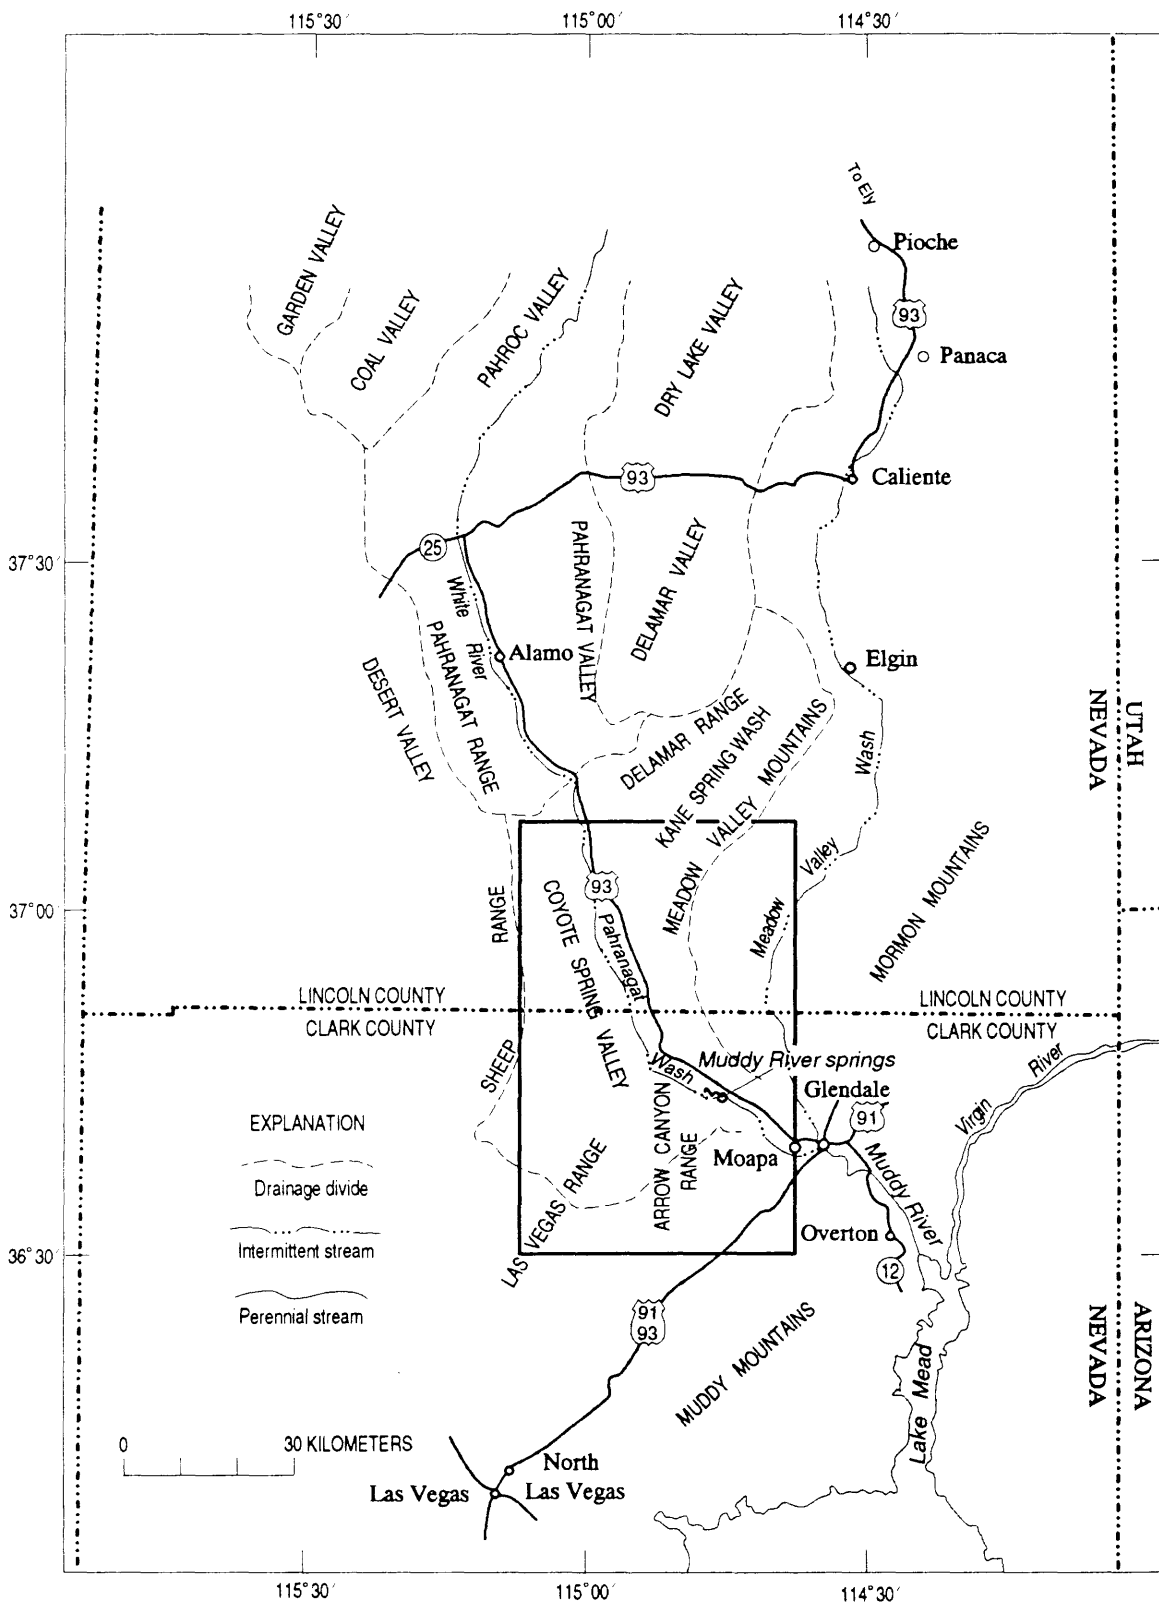 115°30′
115°00′
114°30′
To Ely
Pioche
93
Panaca
GARDEN VALLEY
COAL VALLEY
PAHROC VALLEY
DRY LAKE VALLEY
93
Caliente
37°30′
25
White River
PAHRANAGAT VALLEY
DELAMAR VALLEY
Alamo
PAHRANAGAT RANGE
DESERT VALLEY
Elgin
DELAMAR RANGE
KANE SPRING WASH
MEADOW VALLEY MOUNTAINS
Meadow Valley Wash
UTAH
NEVADA
37°00′
93
COYOTE SPRING VALLEY
Pahranagat Wash
MORMON MOUNTAINS
SHEEP RANGE
LINCOLN COUNTY
CLARK COUNTY
LINCOLN COUNTY
CLARK COUNTY
Muddy River springs
Glendale
91
Virgin River
ARROW CANYON
RANGE
Moapa
Muddy River
LAS VEGAS RANGE
Overton
12
36°30′
EXPLANATION
Drainage divide
Intermittent stream
Perennial stream
91
93
MUDDY MOUNTAINS
Lake Mead
ARIZONA
NEVADA
0 30 KILOMETERS
North
Las Vegas
Las Vegas
115°30′
115°00′
114°30′